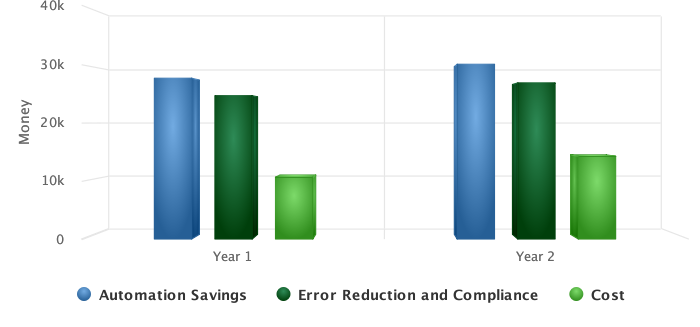 40k
30k
20k
10k
0
Money
Year 1
Year 2
Automation Savings
Error Reduction and Compliance
Cost